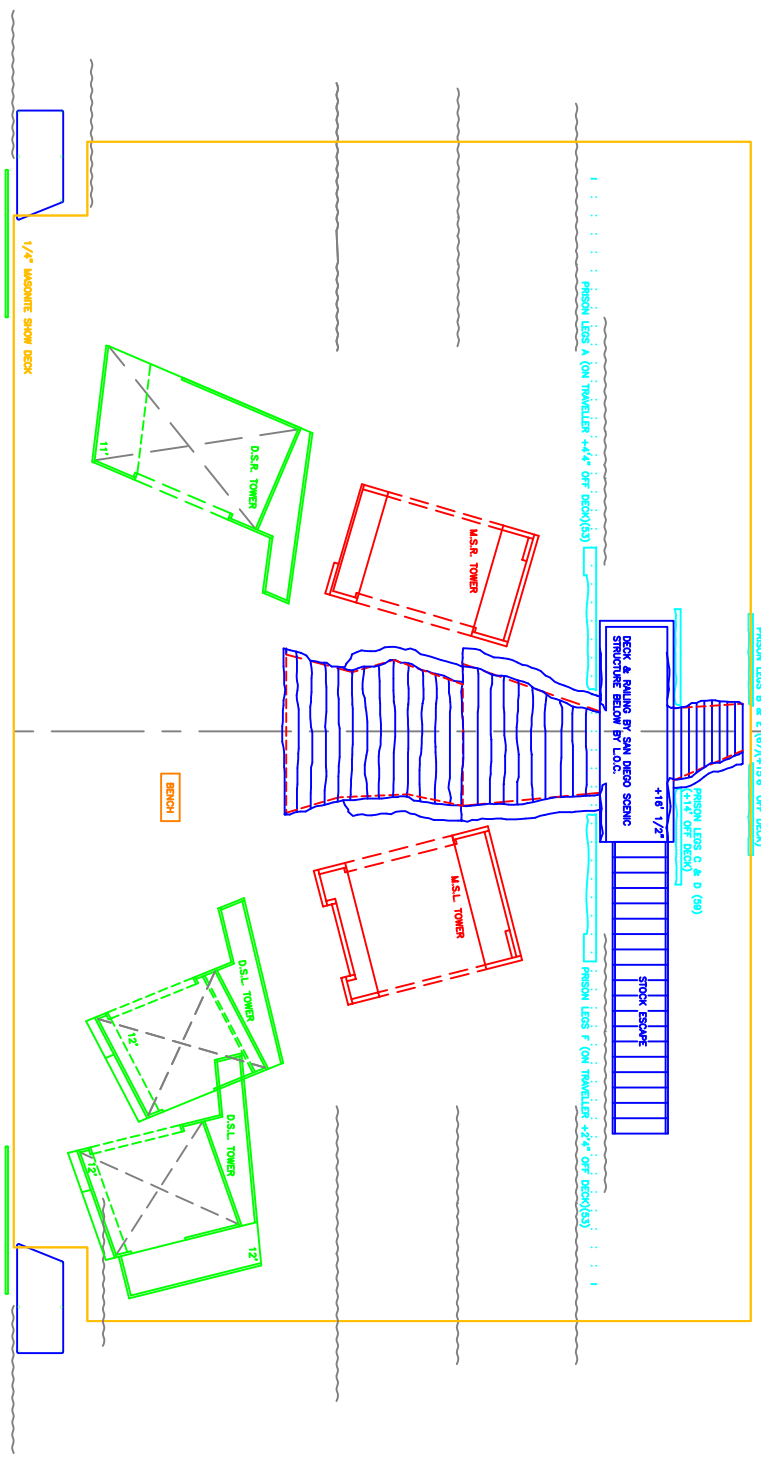 1/4" MASONITE SHOW DECK
PRISON LEGS A (ON TRAVELLER +4'4" OFF DECK)(53)
D.S.R. TOWER
11'
M.S.R. TOWER
DECK & RAILING BY SAN DIEGO SCENIC
STRUCTURE BELOW BY L.O.C.
+16' 1/2"
PRISON LEGS C & D (59)
(+14' OFF DECK)
BENCH
M.S.L. TOWER
STOCK ESCAPE
PRISON LEGS F (ON TRAVELLER +2'4" OFF DECK)(53)
D.S.L. TOWER
12'
D.S.L. TOWER
12'
12'